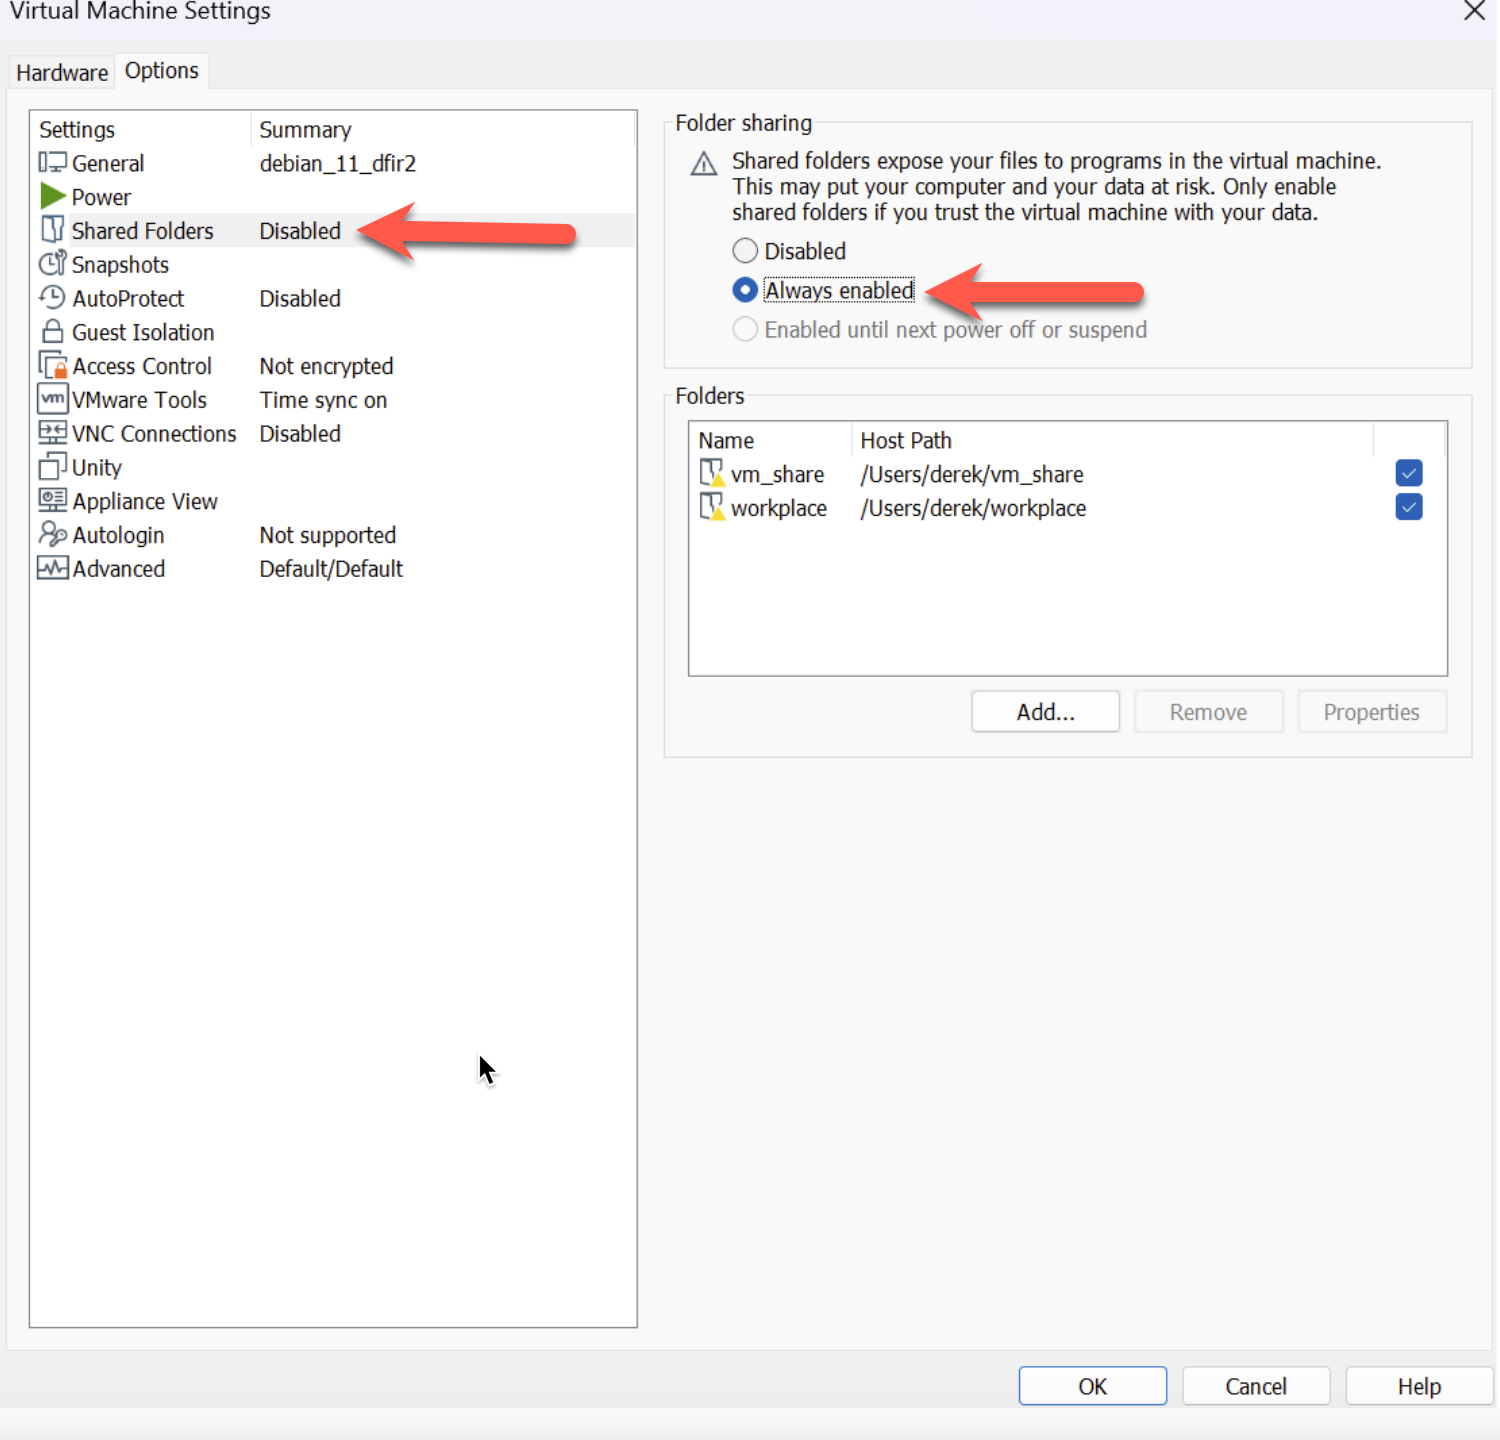 Virtual Machine Settings
Hardware Options
Settings Summary
General debian_11_dfir2
Power
Shared Folders Disabled
Snapshots
AutoProtect Disabled
Guest Isolation
Access Control Not encrypted
vm VMware Tools Time sync on
VNC Connections Disabled
Unity
Appliance View
Autologin Not supported
Advanced Default/Default
Folder sharing
Shared folders expose your files to programs in the virtual machine.
This may put your computer and your data at risk. Only enable
shared folders if you trust the virtual machine with your data.
Disabled
Always enabled
Enabled until next power off or suspend
Folders
Name Host Path
vm_share /Users/derek/vm_share
workplace /Users/derek/workplace
Add... Remove Properties
OK Cancel Help